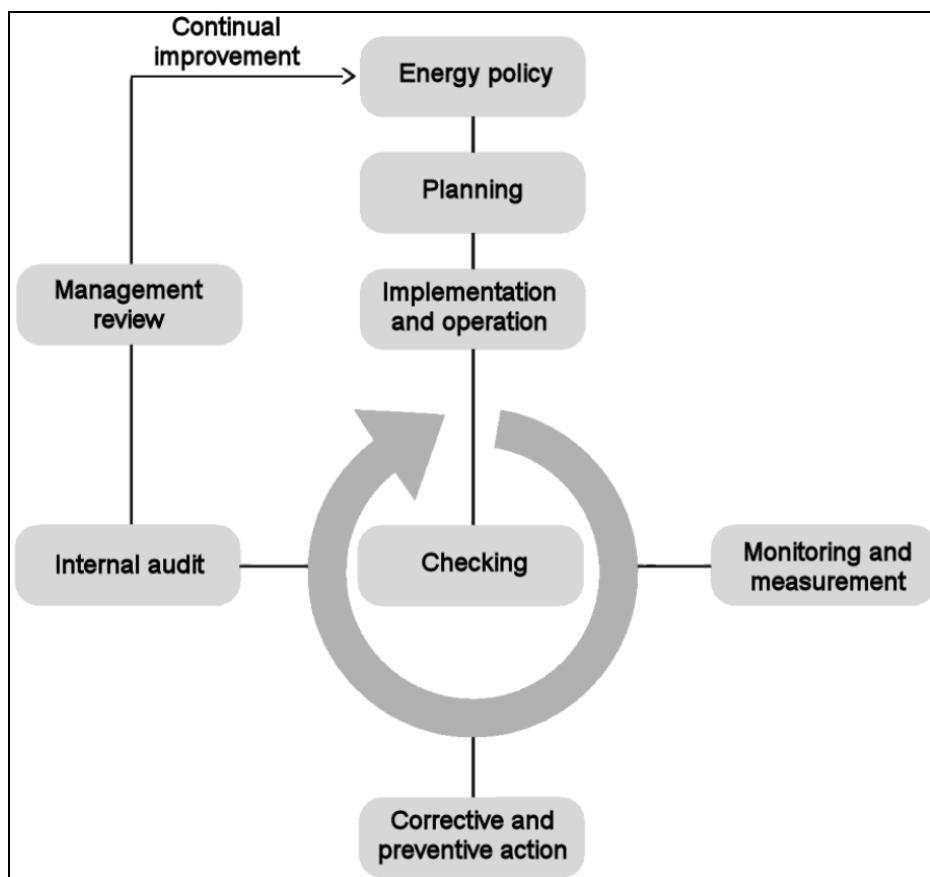 Continual
improvement
Energy policy
Planning
Implementation
and operation
Management
review
Checking
Internal audit
Monitoring and
measurement
Corrective and
preventive action